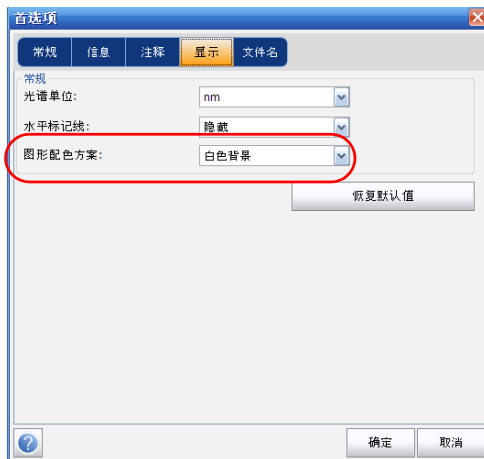 首选项
常规 信息 注释 显示 文件名
常规
光谱单位: nm
水平标记线: 隐藏
图形配色方案: 白色背景
恢复默认值
? 确定 取消